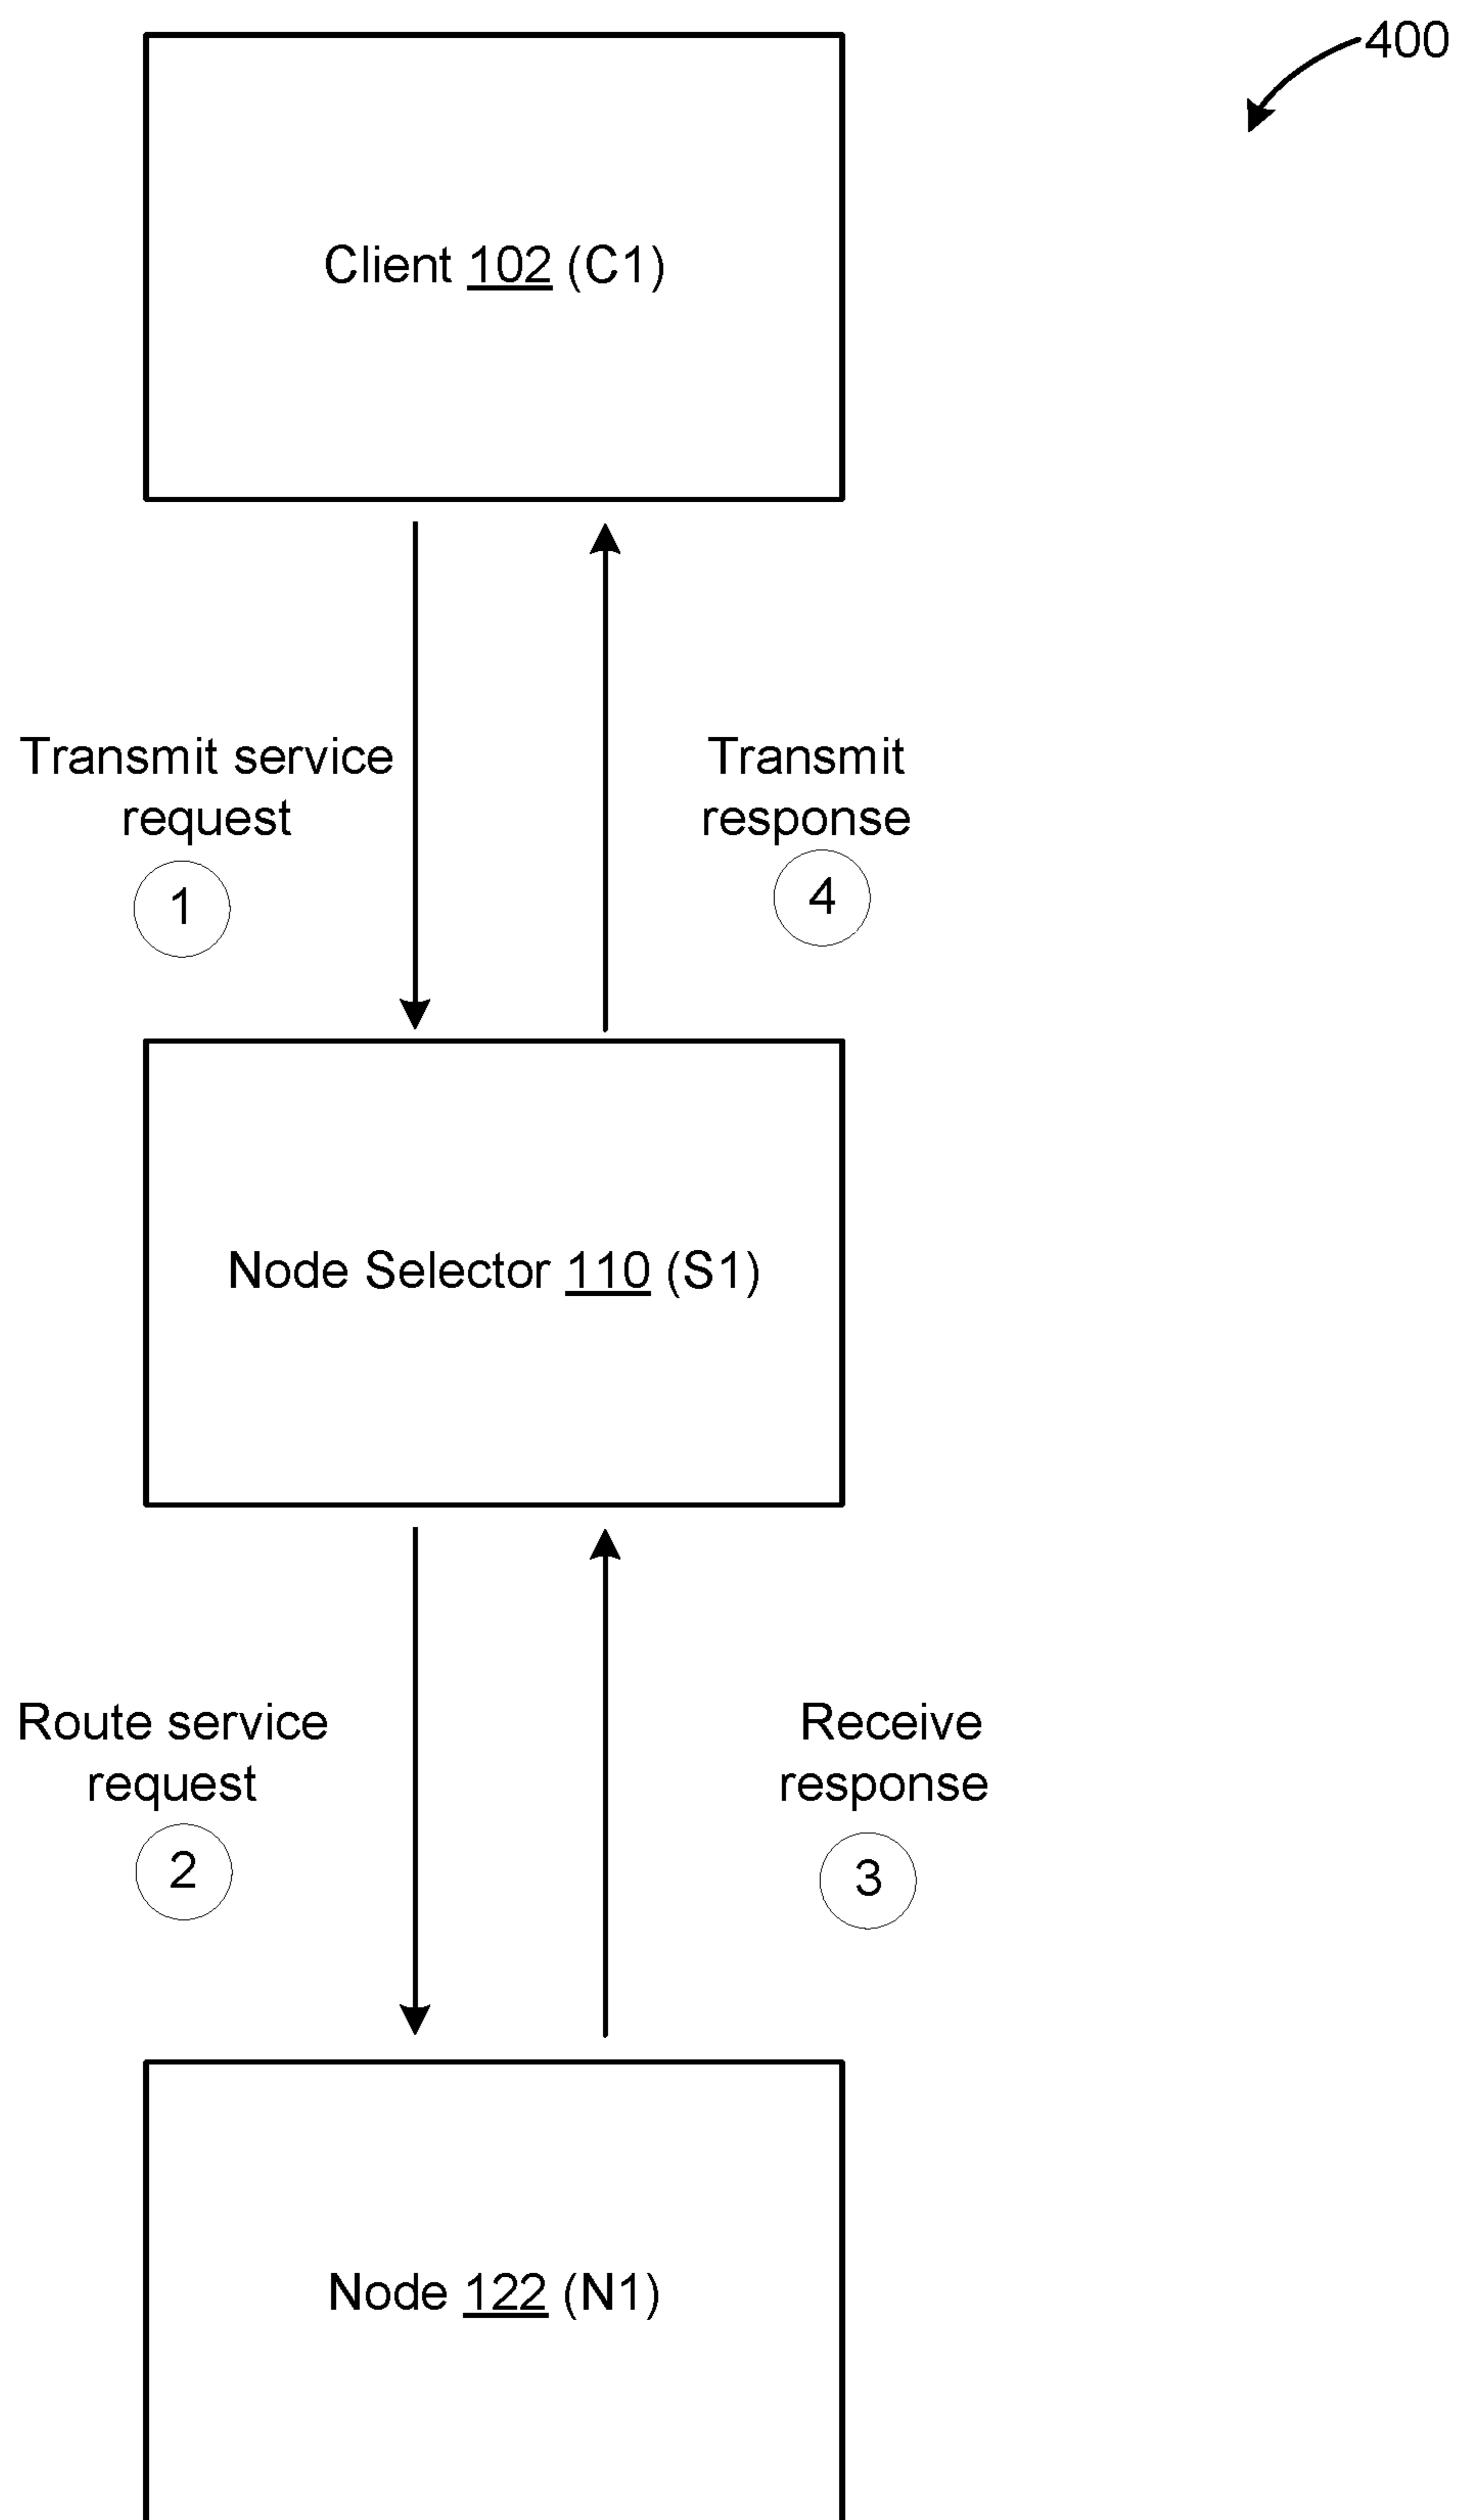 400
Client 102 (C1)
Transmit service
request
1
Transmit
response
4
Node Selector 110 (S1)
Route service
request
2
Receive
response
3
Node 122 (N1)